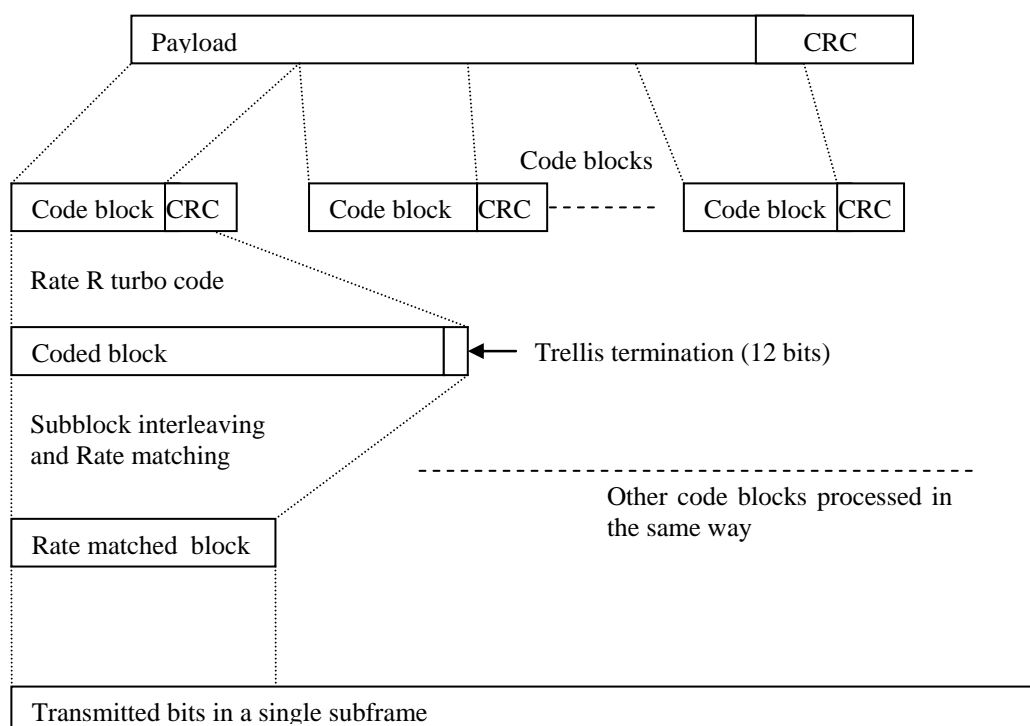 Payload CRC
Code blocks
Code block CRC Code block CRC Code block CRC
Rate R turbo code
Coded block
Trellis termination (12 bits)
Subblock interleaving
and Rate matching
Other code blocks processed in
the same way
Rate matched block
Transmitted bits in a single subframe